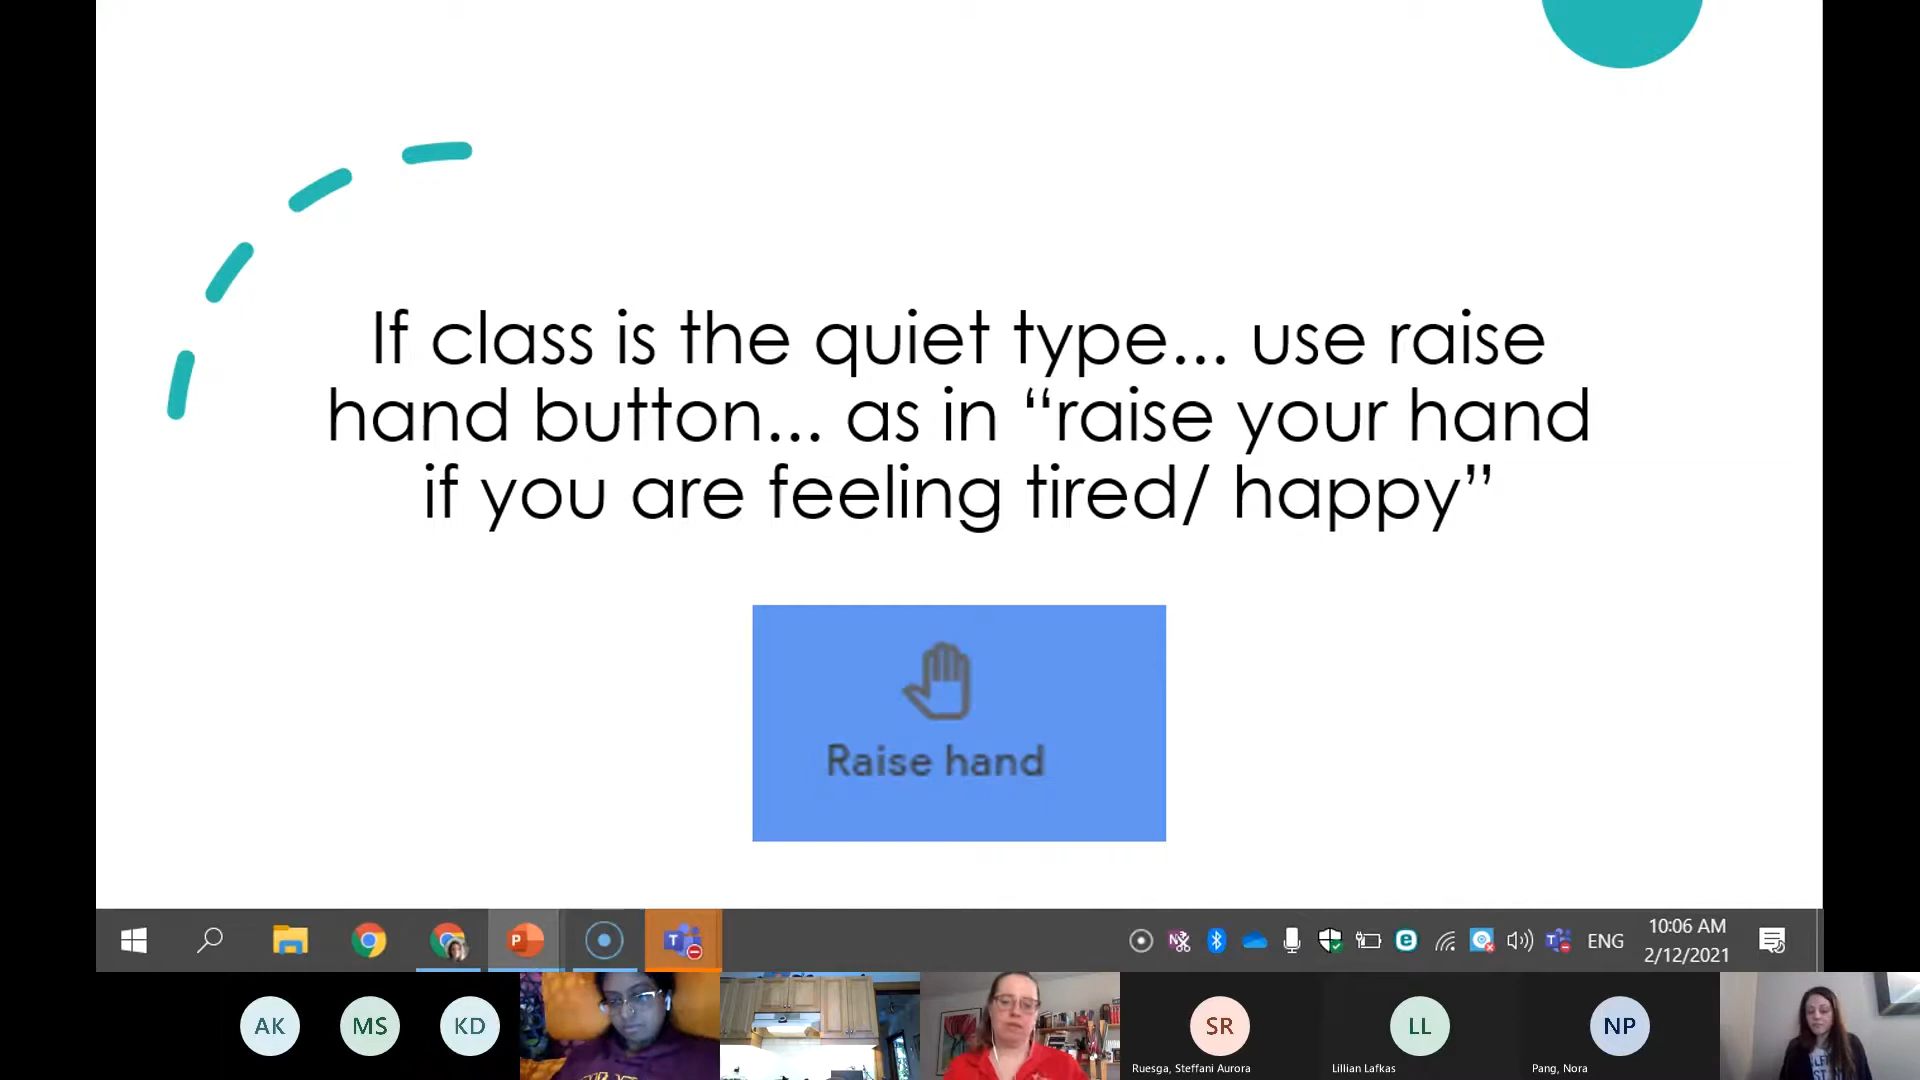 If class is the quiet type... use raise
hand button... as in “raise your hand
if you are feeling tired/ happy”
Raise hand
ENG
10:06 AM
2/12/2021
AK
MS
KD
SR
LL
NP
Ruesga, Steffani Aurora
Lillian Lafkas
Pang, Nora